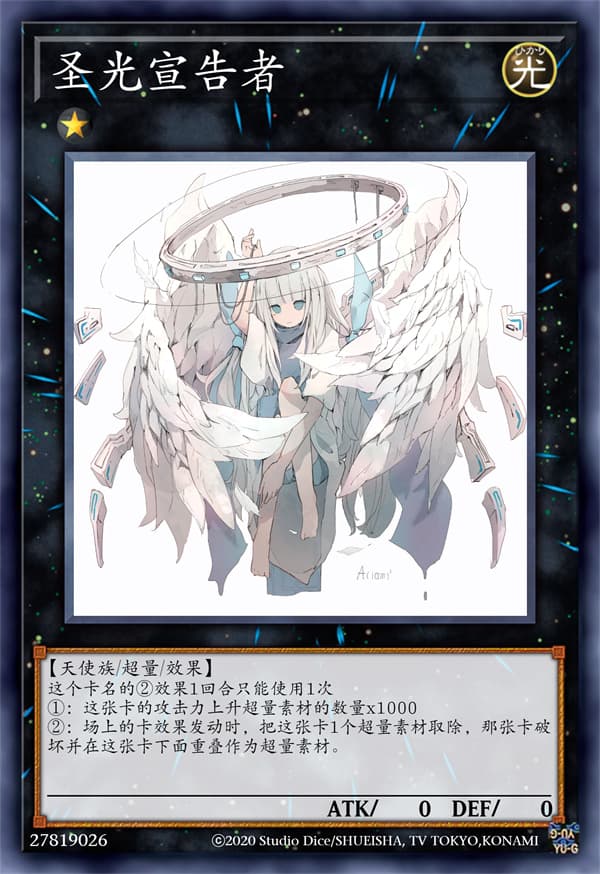 圣光宣告者
ひかり
光
Ariami
【天使族/超量/效果】
这个卡名的②效果1回合只能使用1次
①：这张卡的攻击力上升超量素材的数量x1000
②：场上的卡效果发动时，把这张卡1个超量素材取除，那张卡破
坏并在这张卡下面重叠作为超量素材。
ATK/ 0 DEF/ 0
27819026 ©2020 Studio Dice/SHUEISHA, TV TOKYO,KONAMI
YU-G
YU-G